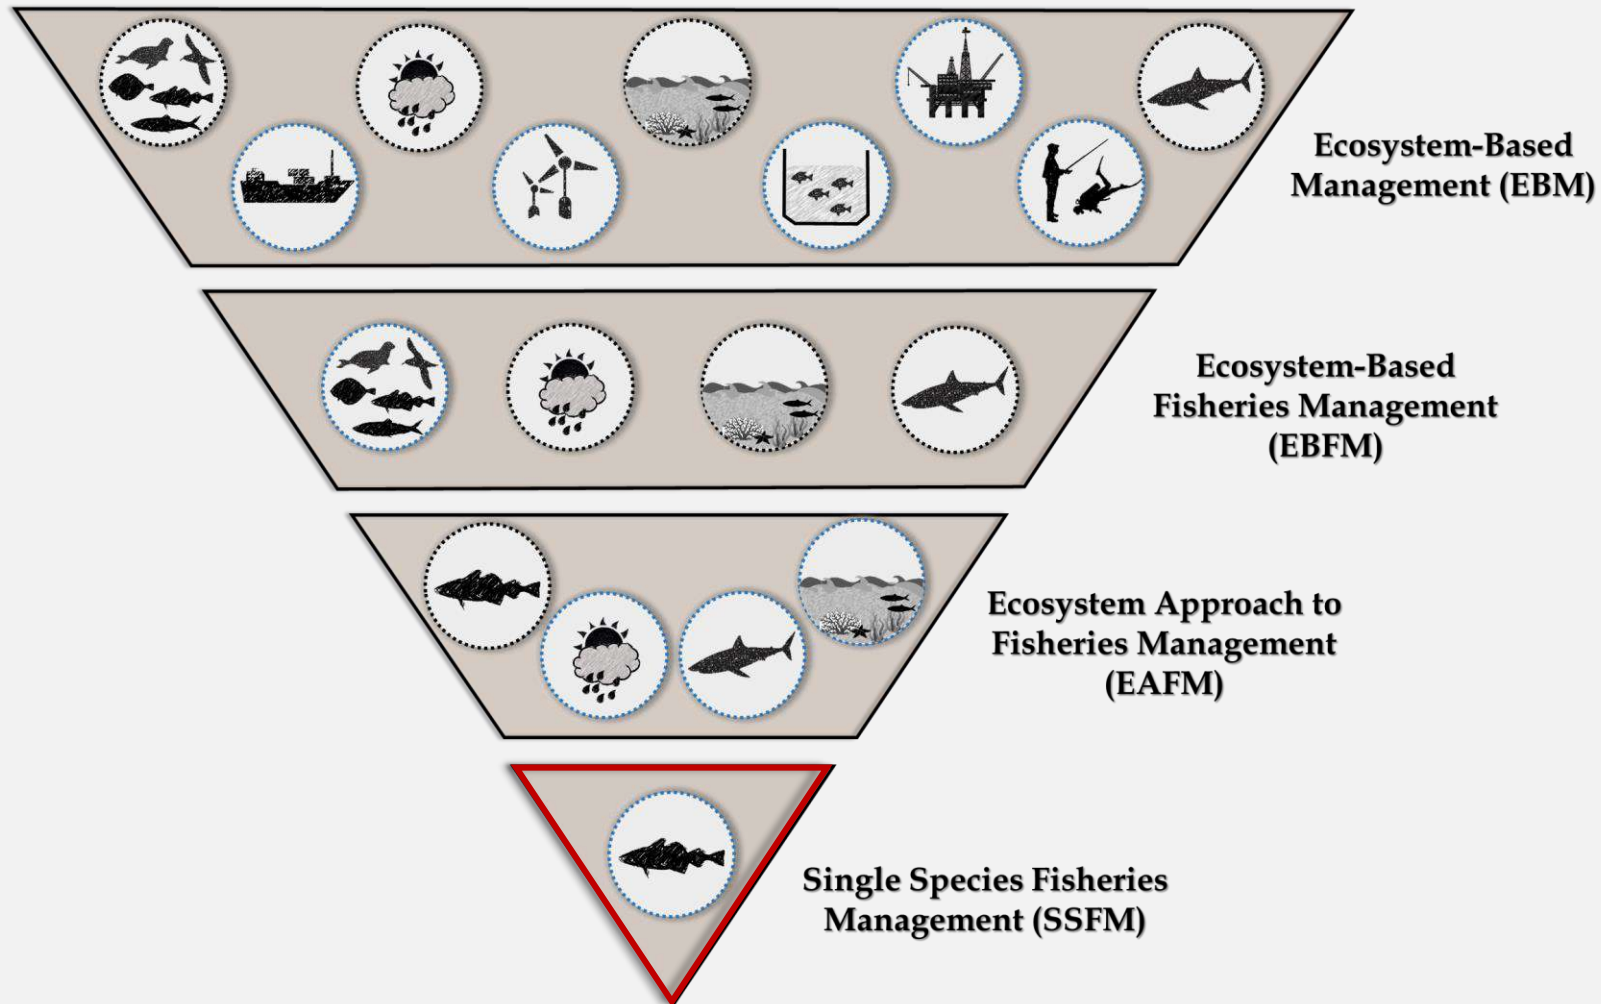 Ecosystem-Based
Management (EBM)
Ecosystem-Based
Fisheries Management
(EBFM)
Ecosystem Approach to
Fisheries Management
(EAFM)
Single Species Fisheries
Management (SSFM)